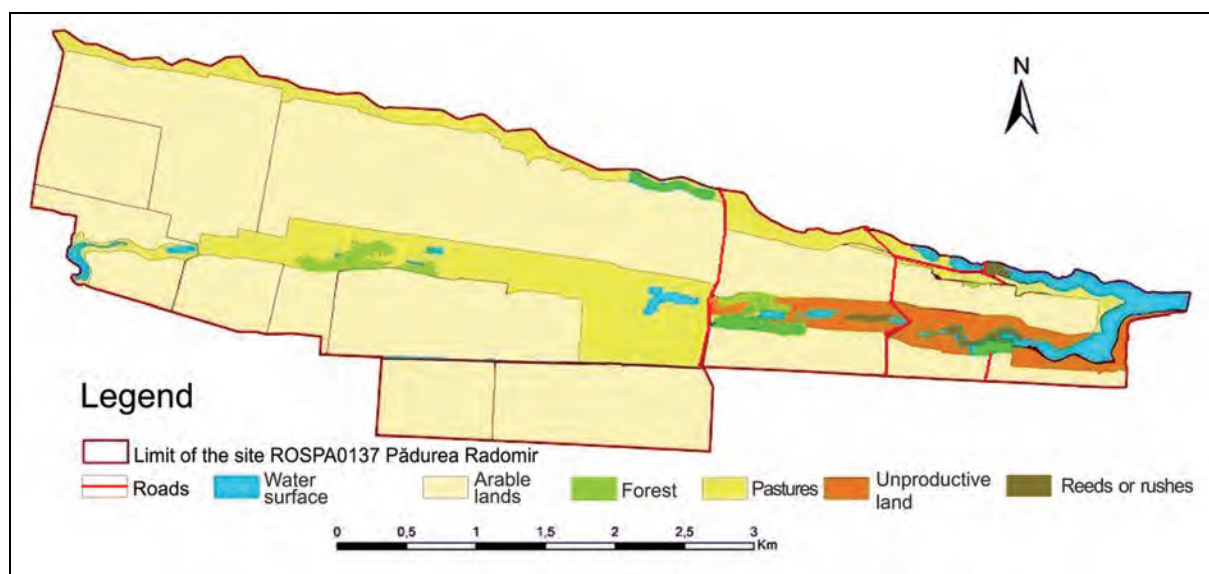 N
Legend
Limit of the site ROSPA0137 Pădurea Radomir
Roads
Water
surface
Arable
lands
Forest
Pastures
Unproductive
land
Reeds or rushes
0 0,5 1 1,5 2 2,5 3
Km